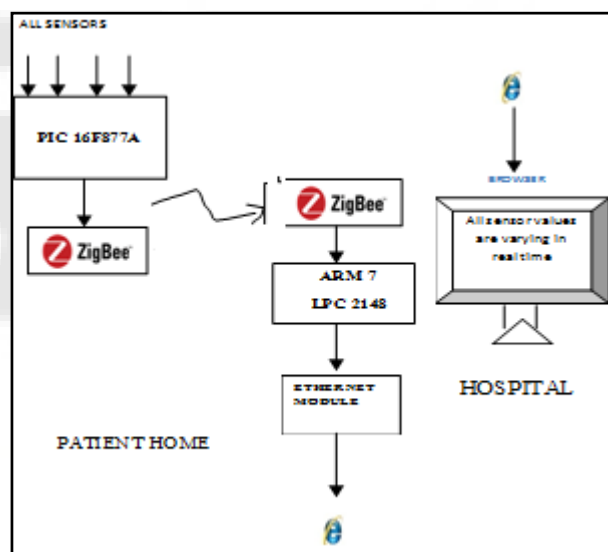 ALL SENSORS
PIC 16F877A
ZigBee
ZigBee
ARM 7
LPC 2148
ETHERNET
MODULE
PATIENT HOME
BROWSER
All sensor values
are varying in
real time
HOSPITAL